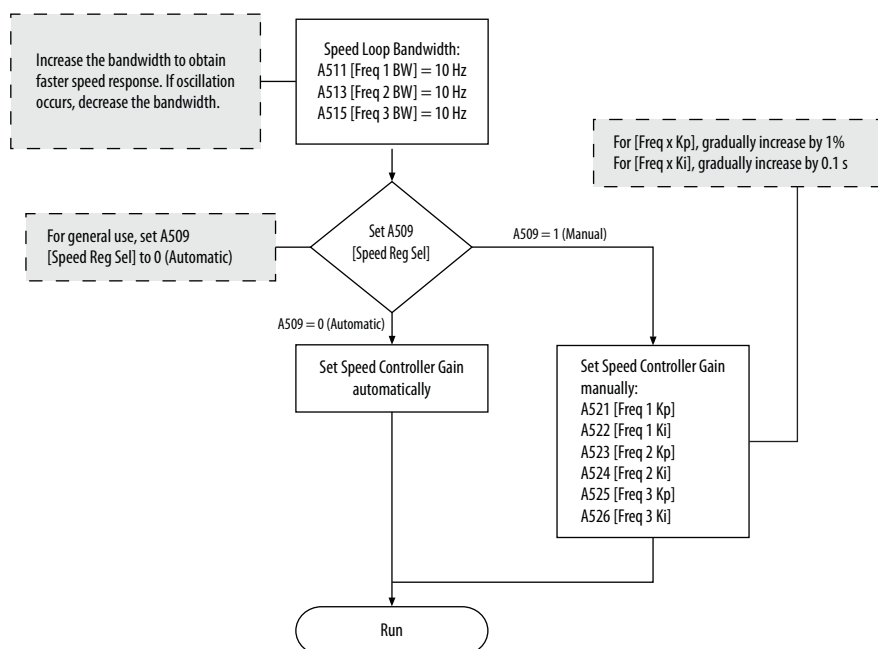 Increase the bandwidth to obtain
faster speed response. If oscillation
occurs, decrease the bandwidth.
Speed Loop Bandwidth:
A511 [Freq 1 BW] = 10 Hz
A513 [Freq 2 BW] = 10 Hz
A515 [Freq 3 BW] = 10 Hz
For [Freq x Kp], gradually increase by 1%
For [Freq x Ki], gradually increase by 0.1 s
For general use, set A509
[Speed Reg Sel] to 0 (Automatic)
Set A509
[Speed Reg Sel]
A509 = 1 (Manual)
A509 = 0 (Automatic)
Set Speed Controller Gain
automatically
Set Speed Controller Gain
manually:
A521 [Freq 1 Kp]
A522 [Freq 1 Ki]
A523 [Freq 2 Kp]
A524 [Freq 2 Ki]
A525 [Freq 3 Kp]
A526 [Freq 3 Ki]
Run